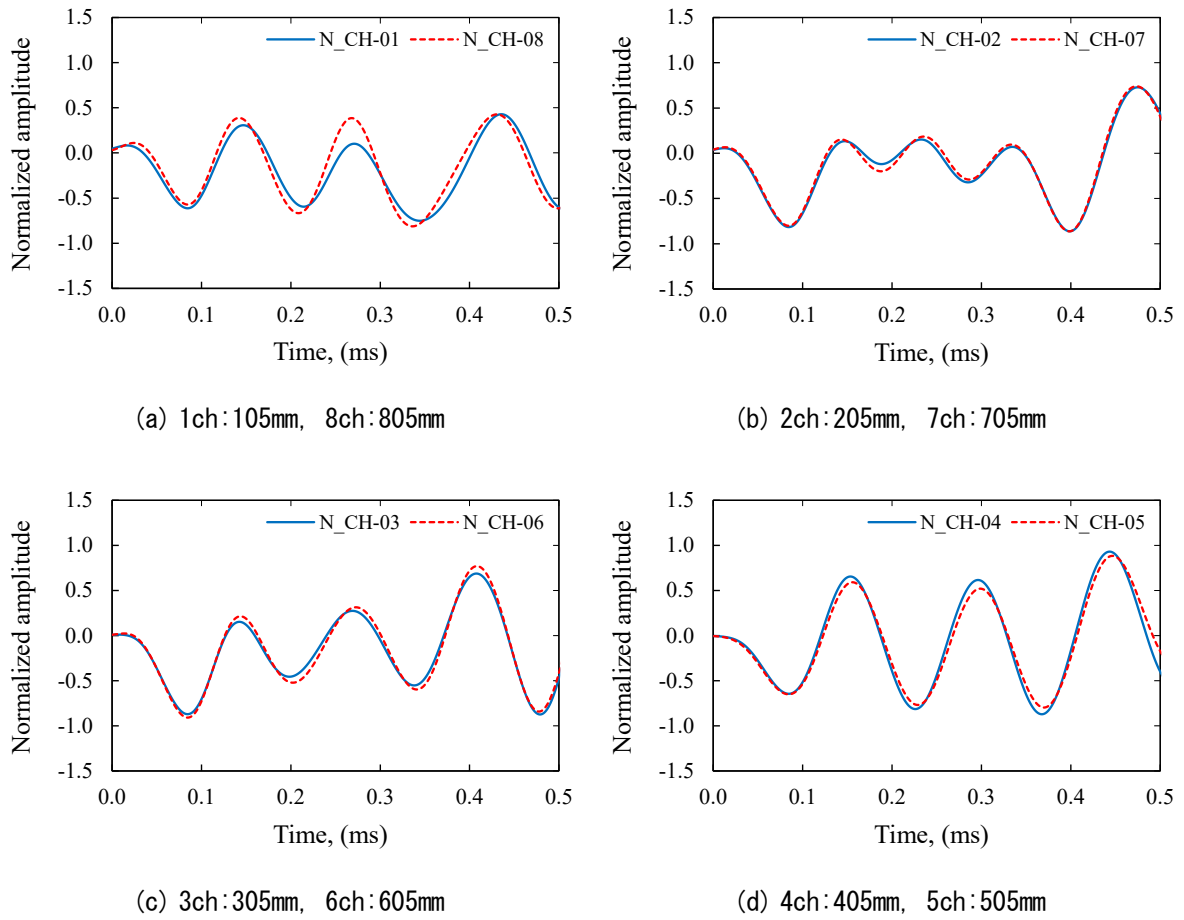 1.5
N_CH-01 N_CH-08
1.0
0.5
0.0
-0.5
-1.0
-1.5
Normalized amplitude
0.0 0.1 0.2 0.3 0.4 0.5
Time, (ms)
(a) 1ch:105mm, 8ch:805mm
1.5
N_CH-02 N_CH-07
1.0
0.5
0.0
-0.5
-1.0
-1.5
Normalized amplitude
0.0 0.1 0.2 0.3 0.4 0.5
Time, (ms)
(b) 2ch:205mm, 7ch:705mm
1.5
N_CH-03 N_CH-06
1.0
0.5
0.0
-0.5
-1.0
-1.5
Normalized amplitude
0.0 0.1 0.2 0.3 0.4 0.5
Time, (ms)
(c) 3ch:305mm, 6ch:605mm
1.5
N_CH-04 N_CH-05
1.0
0.5
0.0
-0.5
-1.0
-1.5
Normalized amplitude
0.0 0.1 0.2 0.3 0.4 0.5
Time, (ms)
(d) 4ch:405mm, 5ch:505mm